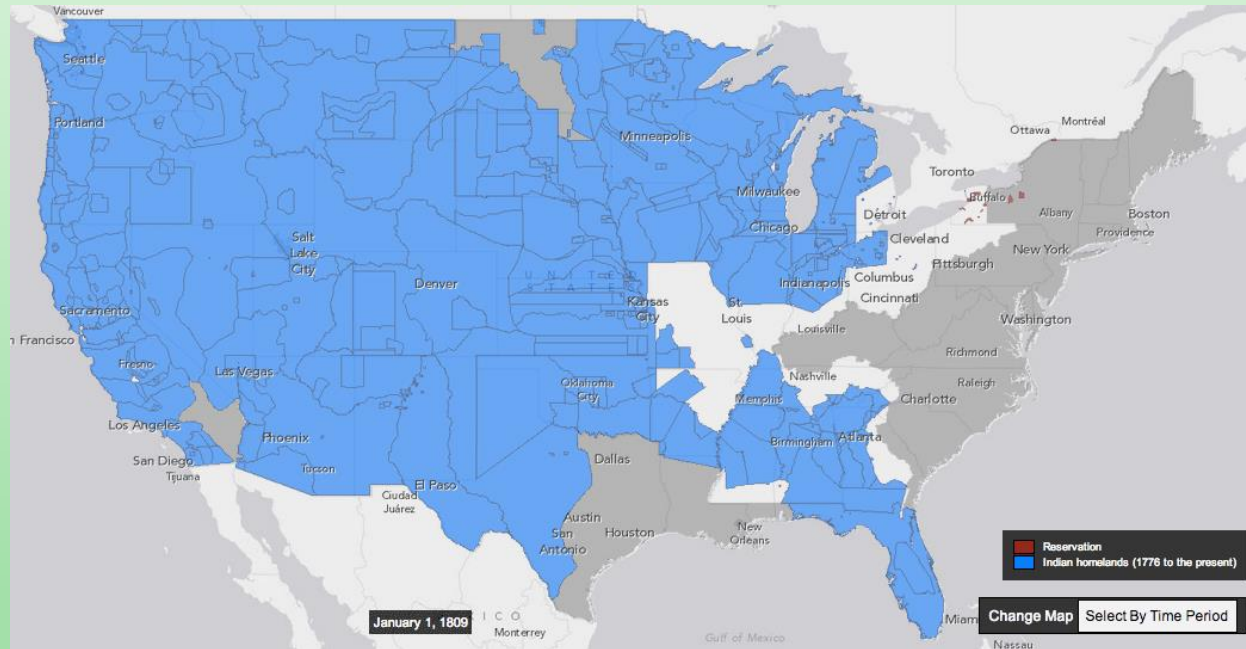 Vancouver
Seattle
Portland
Ottawa
Montréal
Minneapolis
Toronto
Buffalo
Albany
Boston
Providence
Milwaukee
Detroit
Chicago
Cleveland
New York
Pittsburgh
Salt
Lake
City
Denver
UNITED
STATES
Indianapolis
Columbus
Cincinnati
Washington
Kansas
City
St.
Louis
Louisville
Sacramento
n Francisco
Fresno
Las Vegas
Richmond
Nashville
Raleigh
Oklahoma
City
Memphis
Charlotte
Los Angeles
Phoenix
Birmingham
Atlanta
San Diego
Tijuana
Tucson
Dallas
El Paso
Ciudad
Juárez
Austin
San
Antonio
Houston
New
Orleans
Reservation
Indian homelands (1776 to the present)
January 1, 1809
ICO
Monterrey
Gulf of Mexico
Miam
Change Map
Select By Time Period
Nassau